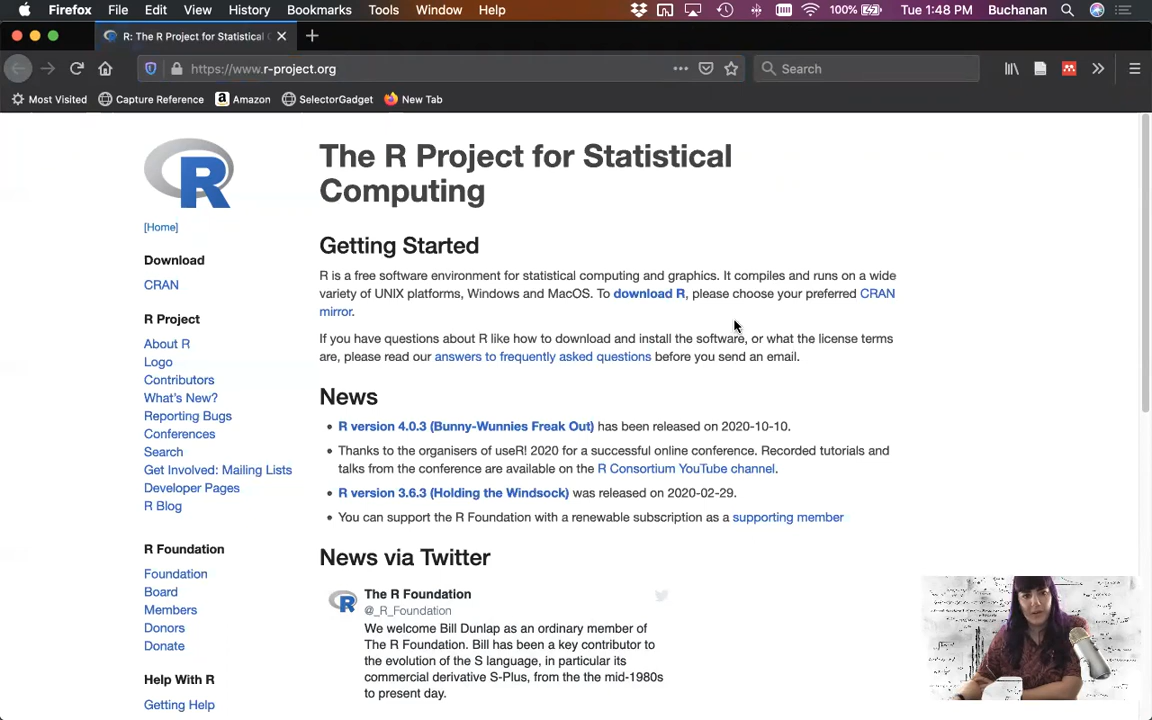 Firefox File Edit View History Bookmarks Tools Window Help 100% Tue 1:48 PM Buchanan
R: The R Project for Statistical
https://www.r-project.org Search
Most Visited Capture Reference Amazon SelectorGadget New Tab
R
[Home]
Download
CRAN
R Project
About R
Logo
Contributors
What's New?
Reporting Bugs
Conferences
Search
Get Involved: Mailing Lists
Developer Pages
R Blog
R Foundation
Foundation
Board
Members
Donors
Donate
Help With R
Getting Help
The R Project for Statistical
Computing
Getting Started
R is a free software environment for statistical computing and graphics. It compiles and runs on a wide
variety of UNIX platforms, Windows and MacOS. To download R, please choose your preferred CRAN
mirror.
If you have questions about R like how to download and install the software, or what the license terms
are, please read our answers to frequently asked questions before you send an email.
News
• R version 4.0.3 (Bunny-Wunnies Freak Out) has been released on 2020-10-10.
• Thanks to the organisers of useR! 2020 for a successful online conference. Recorded tutorials and
talks from the conference are available on the R Consortium YouTube channel.
• R version 3.6.3 (Holding the Windsock) was released on 2020-02-29.
• You can support the R Foundation with a renewable subscription as a supporting member
News via Twitter
The R Foundation
@_R_Foundation
We welcome Bill Dunlap as an ordinary member of
The R Foundation. Bill has been a key contributor to
the evolution of the S language, in particular its
commercial derivative S-Plus, from the the mid-1980s
to present day.